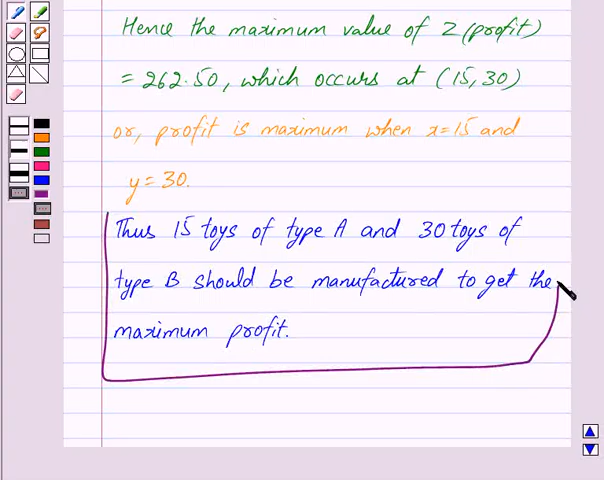 Hence the maximum value of Z (profit)
= 262.50, which occurs at (15, 30)
or, profit is maximum when x=15 and
y = 30.
Thus 15 toys of type A and 30 toys of
type B should be manufactured to get the
maximum profit.